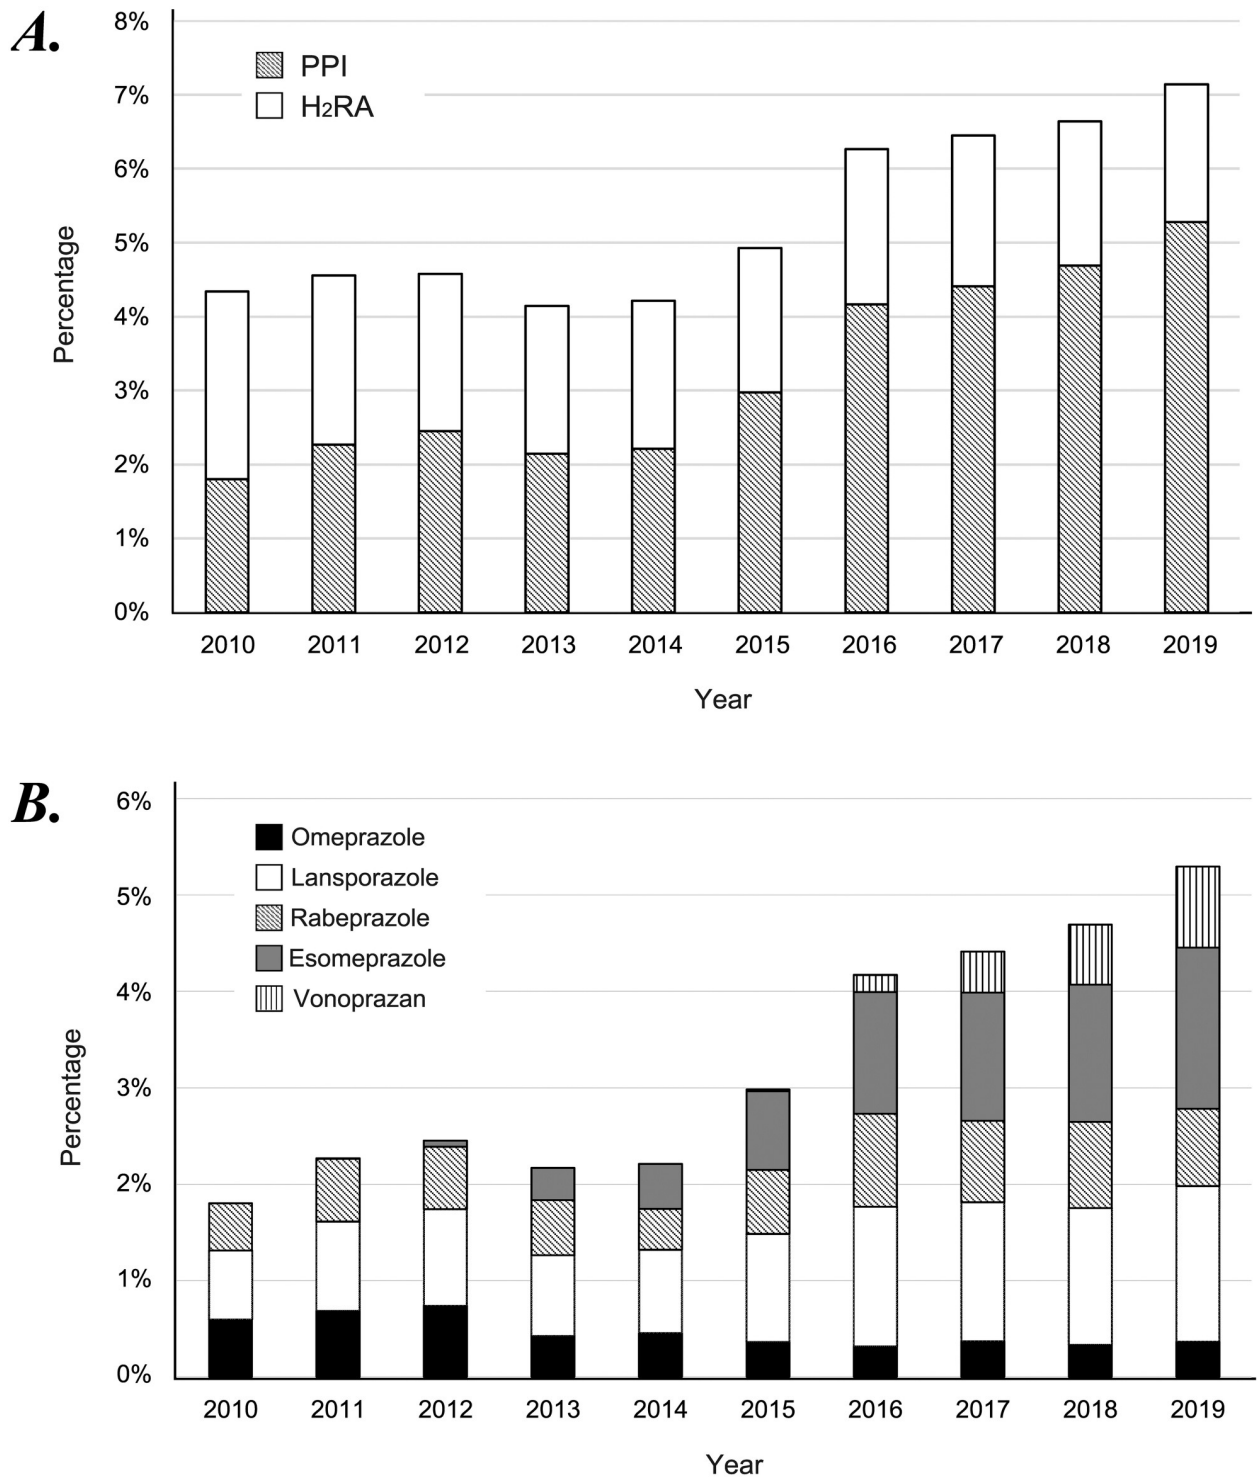 A.
8%
7%
6%
5%
4%
3%
2%
1%
0%
Percentage
PPI
H2RA
2010 2011 2012 2013 2014 2015 2016 2017 2018 2019
Year
B.
6%
5%
4%
3%
2%
1%
0%
Percentage
Omeprazole
Lansporazole
Rabeprazole
Esomeprazole
Vonoprazan
2010 2011 2012 2013 2014 2015 2016 2017 2018 2019
Year